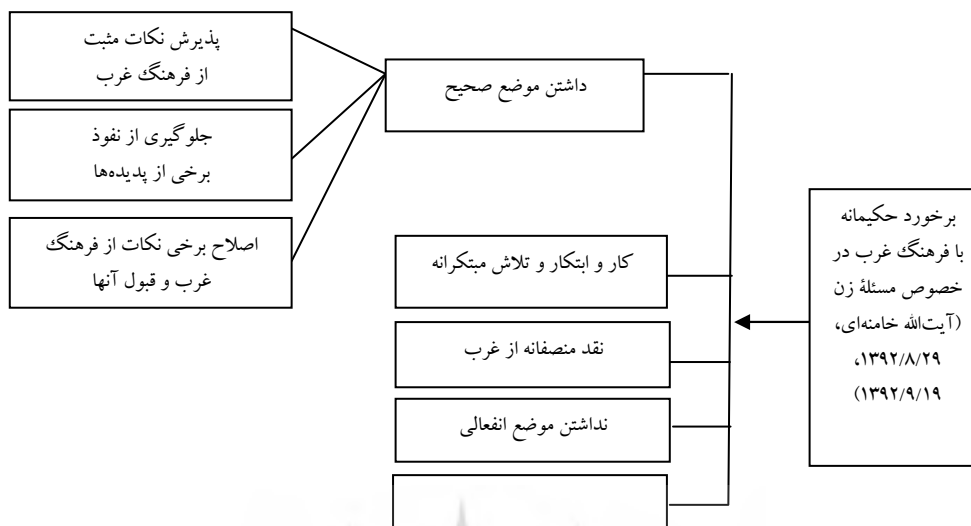 برخورد حکیمانه
با فرهنگ غرب در
خصوص مسئلهٔ زن
(آیت‌الله خامنه‌ای،
۱۳۹۲/۸/۲۹،
۱۳۹۲/۹/۱۹)
داشتن موضع صحیح
پذیرش نکات مثبت
از فرهنگ غرب
جلوگیری از نفوذ
برخی از پدیده‌ها
اصلاح برخی نکات از فرهنگ
غرب و قبول آنها
کار و ابتکار و تلاش مبتکرانه
نقد منصفانه از غرب
نداشتن موضع انفعالی